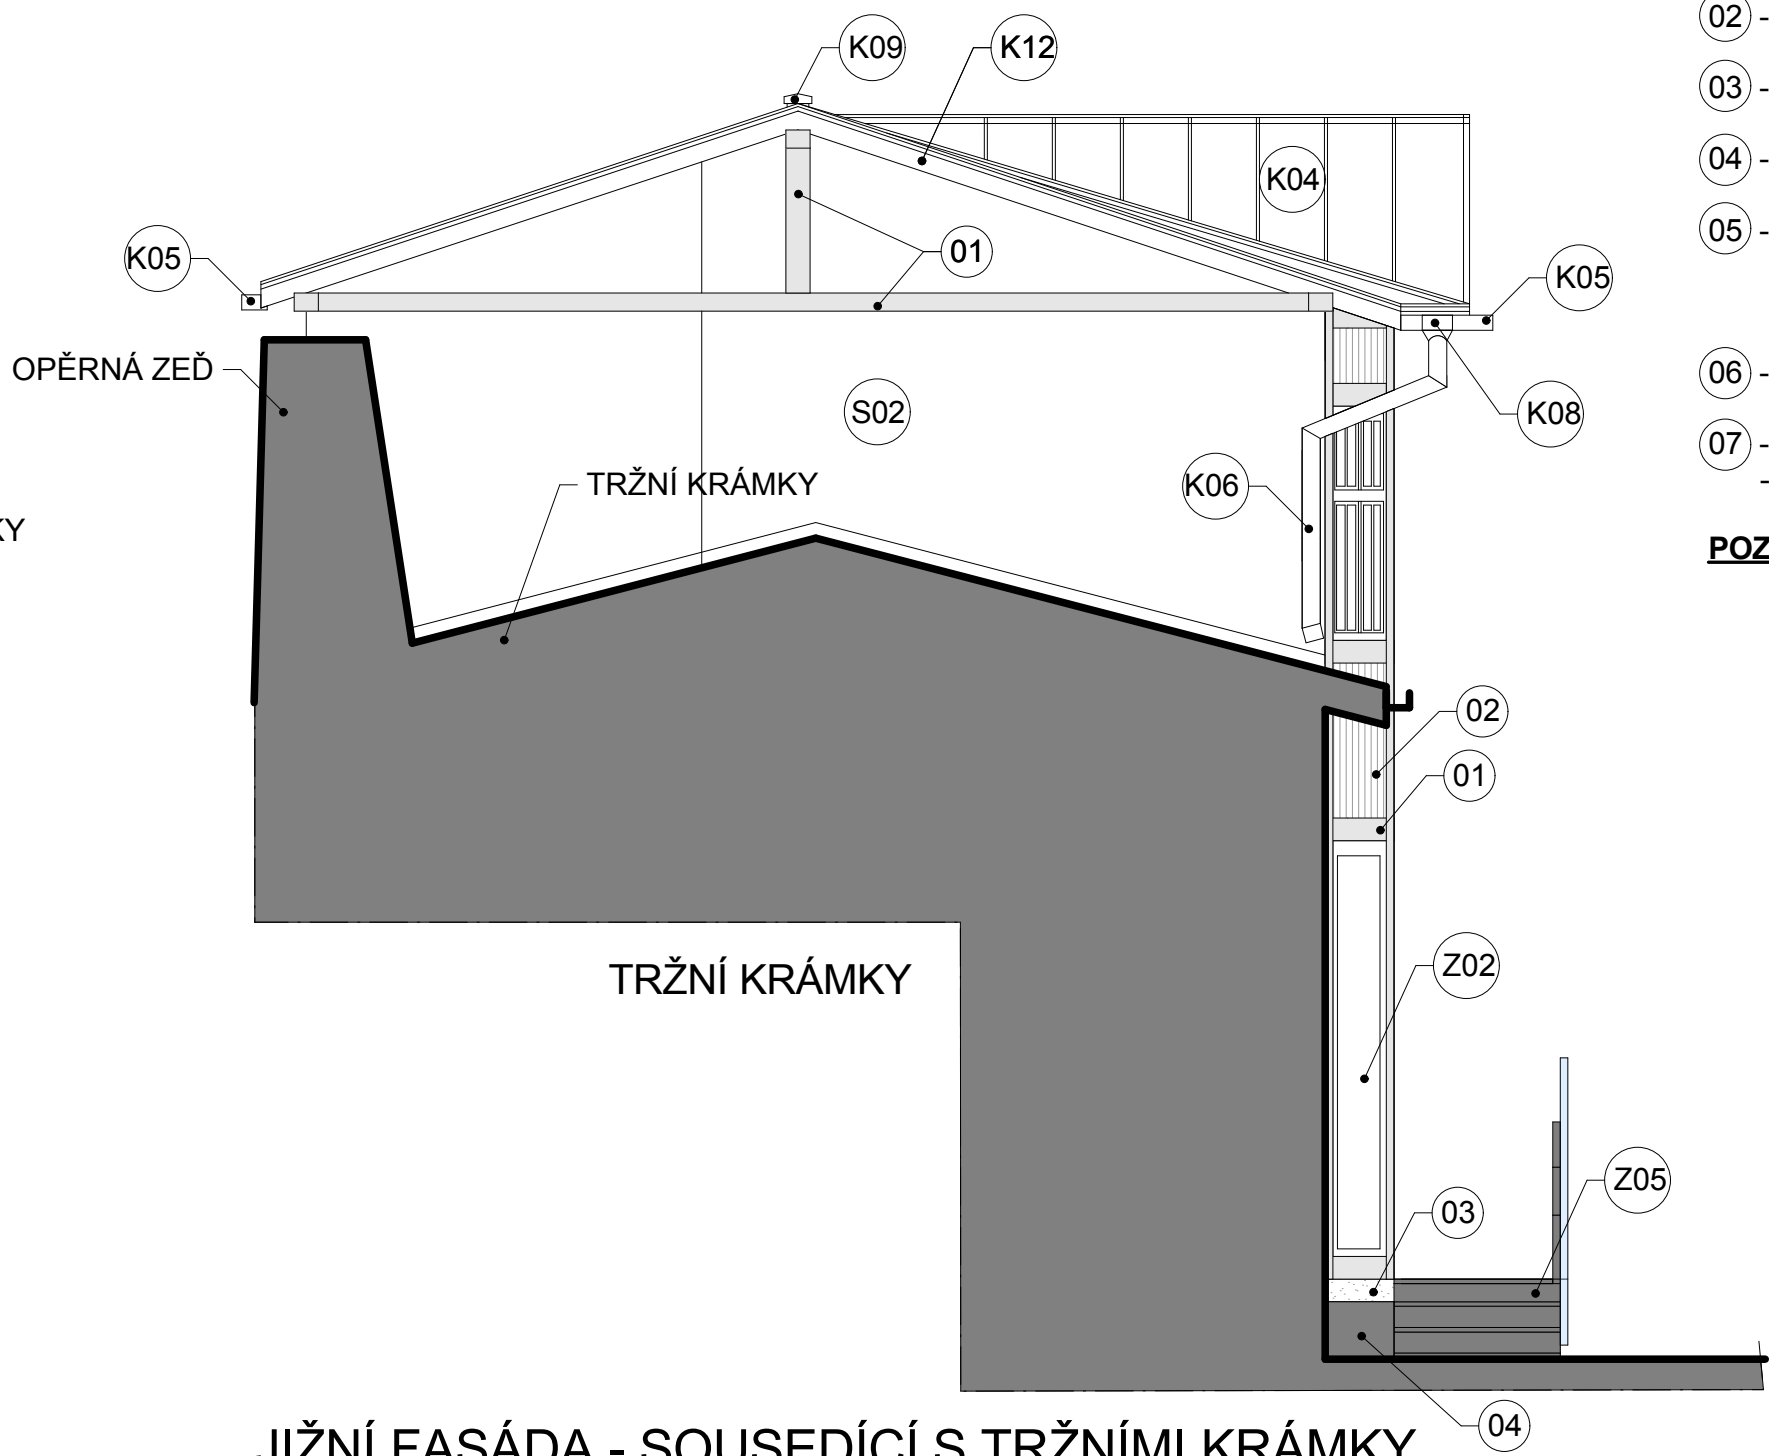 K09
K12
02 -
03 -
04 -
05 -
K04
K05
01
K05
OPĚRNÁ ZEĎ
S02
K08
06 -
07 -
-
TRŽNÍ KRÁMKY
K06
KY
POZ
02
01
TRŽNÍ KRÁMKY
Z02
Z05
03
04
JIŽNÍ FASÁDA - SOUSEDÍCÍ S TRŽNÍMI KRÁMKY